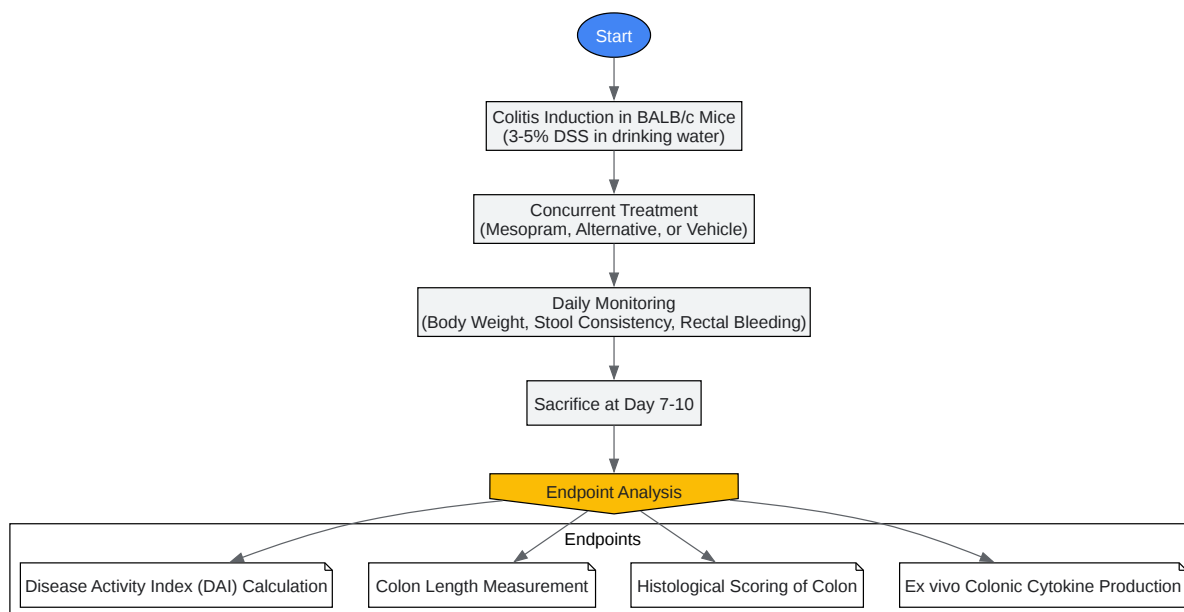 Start
Colitis Induction in BALB/c Mice
(3-5% DSS in drinking water)
Concurrent Treatment
(Mesopram, Alternative, or Vehicle)
Daily Monitoring
(Body Weight, Stool Consistency, Rectal Bleeding)
Sacrifice at Day 7-10
Endpoint Analysis
Endpoints
Disease Activity Index (DAI) Calculation
Colon Length Measurement
Histological Scoring of Colon
Ex vivo Colonic Cytokine Production